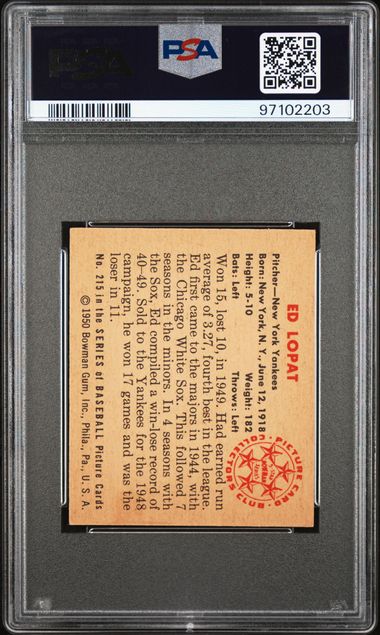 PSA
97102203
ED LOPAT
Pitcher—New York Yankees
Born: New York, N. Y., June 12, 1918
Height: 5-10 Weight: 182
Bats: Left Throws: Left
Won 15, lost 10, in 1949. Had earned run
average of 3.27, fourth best in the league.
Ed first came to the majors in 1944, with
the Chicago White Sox. This followed 7
seasons in the minors. In 4 seasons with
the Sox, Ed compiled a win-lose record of
40-49. Sold to the Yankees for the 1948
campaign, he won 17 games and was the
loser in 11.
No. 215 in the SERIES of BASEBALL Picture Cards
©1950 Bowman Gum, Inc., Phila., Pa., U. S. A.
PICTURE CARD
COLLECTORS CLUB